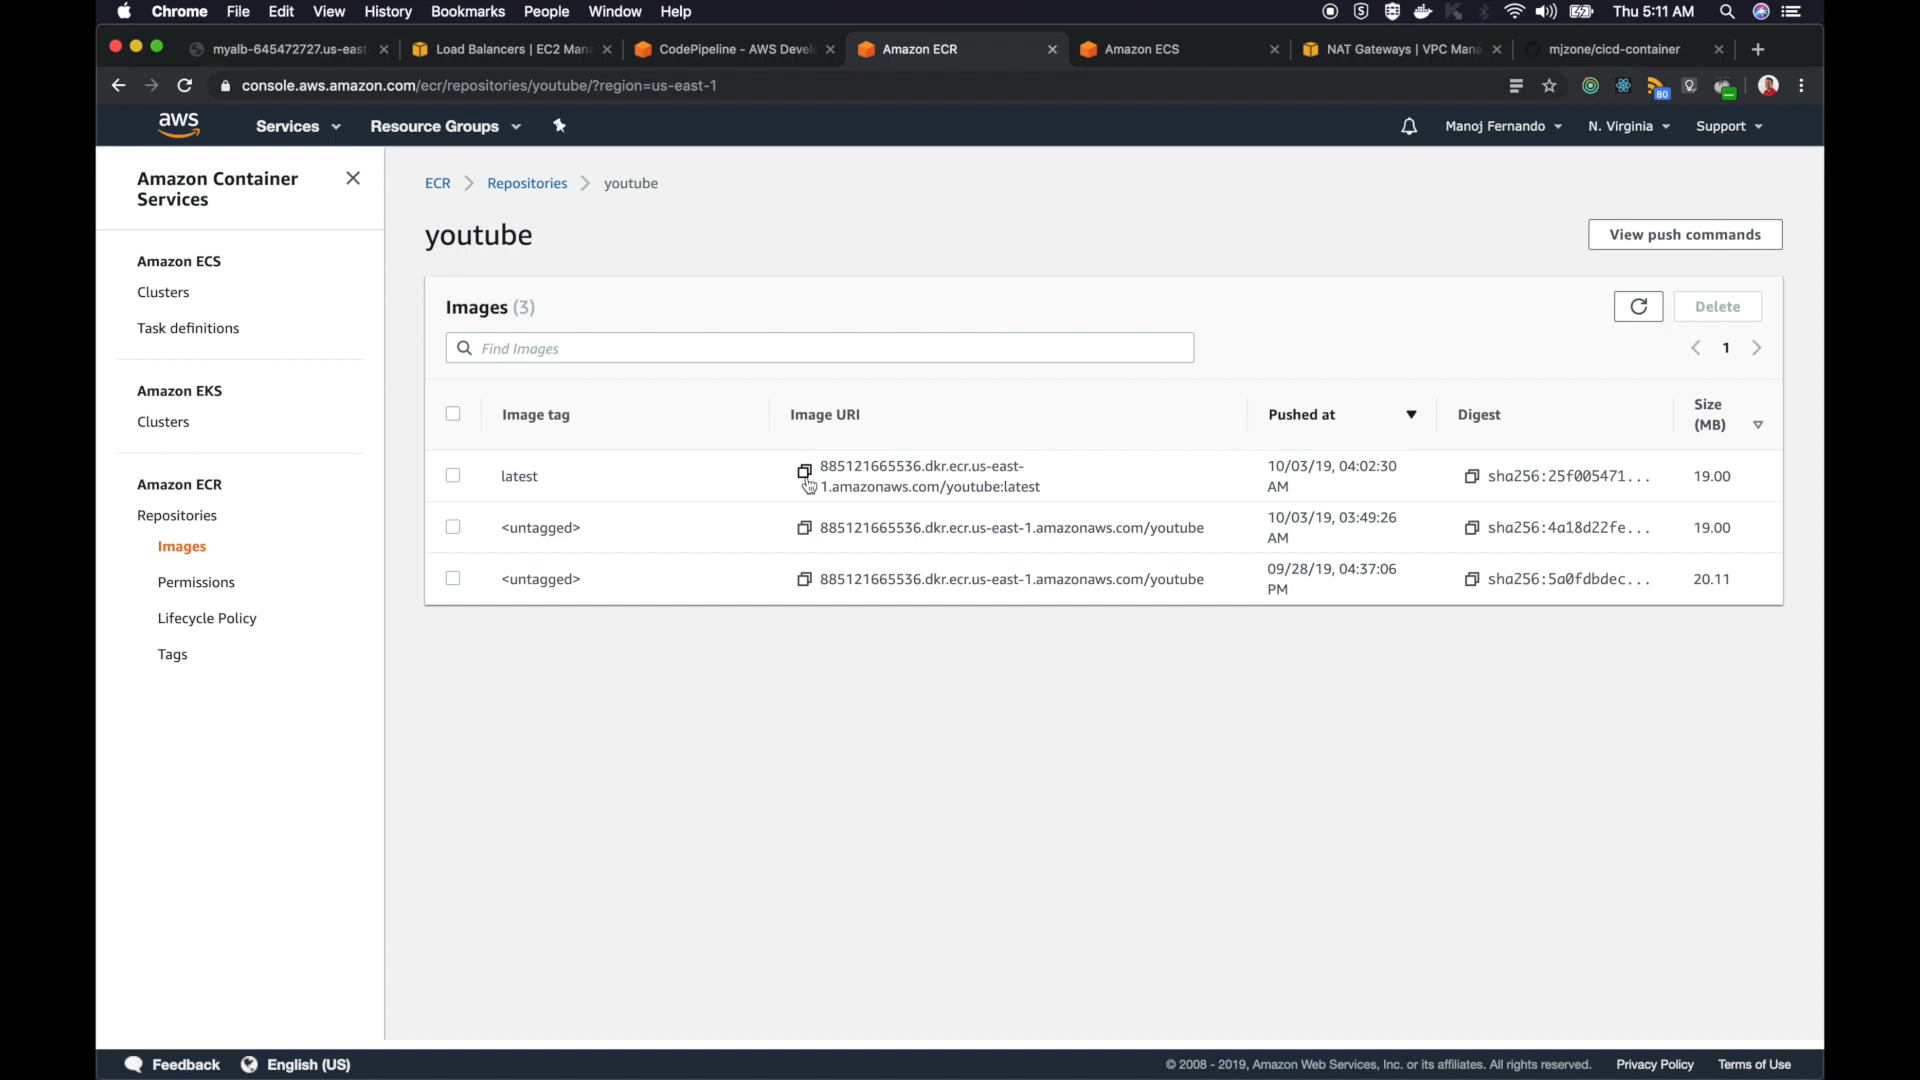 Chrome File Edit View History Bookmarks People Window Help Thu 5:11 AM
myalb-645472727.us-east- Load Balancers | EC2 Man CodePipeline - AWS Devel Amazon ECR Amazon ECS NAT Gateways | VPC Mana mjzone/cicd-container
console.aws.amazon.com/ecr/repositories/youtube/?region=us-east-1 80
aws Services Resource Groups Manoj Fernando N. Virginia Support
Amazon Container
Services
Amazon ECS
Clusters
Task definitions
Amazon EKS
Clusters
Amazon ECR
Repositories
Images
Permissions
Lifecycle Policy
Tags
ECR Repositories youtube
youtube
View push commands
Images (3)
Delete
Find Images
1
Image tag Image URI Pushed at Digest Size
(MB)
latest 885121665536.dkr.ecr.us-east- 10/03/19, 04:02:30 sha256:25f005471... 19.00
1.amazonaws.com/youtube:latest AM
<untagged> 885121665536.dkr.ecr.us-east-1.amazonaws.com/youtube 10/03/19, 03:49:26 sha256:4a18d22fe... 19.00
AM
<untagged> 885121665536.dkr.ecr.us-east-1.amazonaws.com/youtube 09/28/19, 04:37:06 sha256:5a0fdbdec... 20.11
PM
Feedback English (US) © 2008 - 2019, Amazon Web Services, Inc. or its affiliates. All rights reserved. Privacy Policy Terms of Use